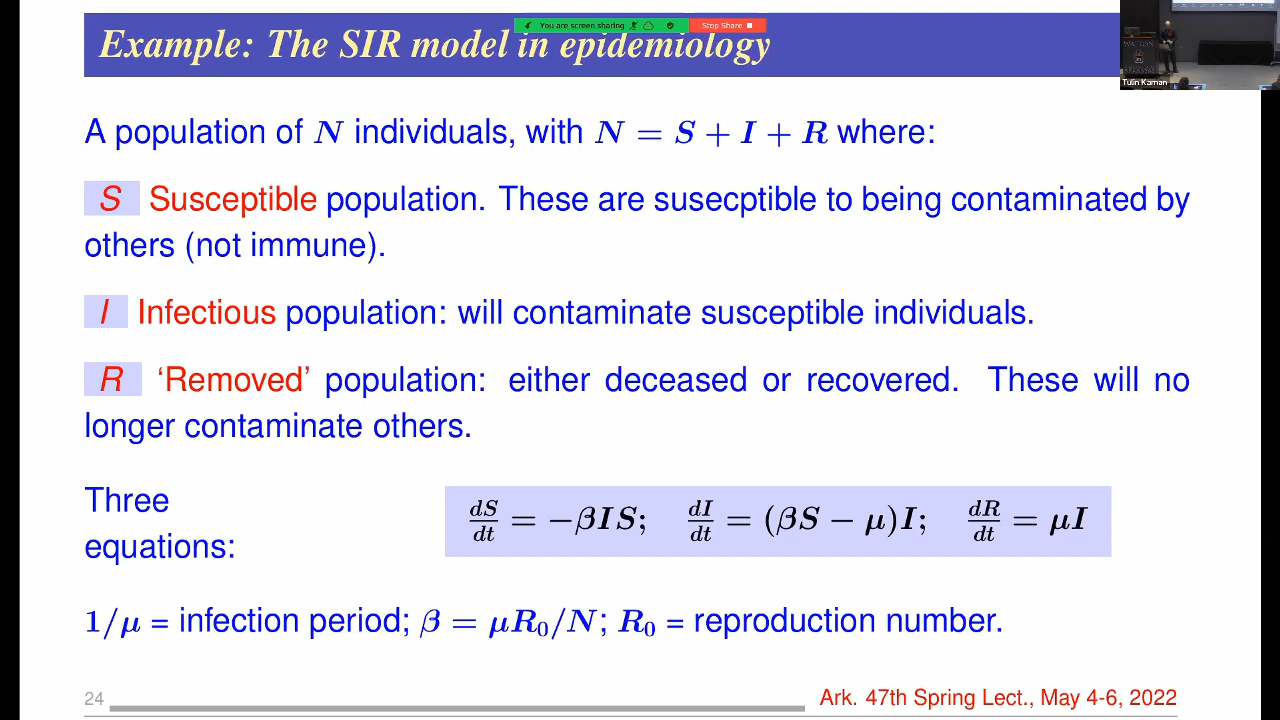 You are screen sharing
Stop Share
Example: The SIR model in epidemiology
WALTON
Tulin Kaman
A population of N individuals, with N = S + I + R where:
S Susceptible population. These are susecptible to being contaminated by
others (not immune).
I Infectious population: will contaminate susceptible individuals.
R ‘Removed’ population: either deceased or recovered. These will no
longer contaminate others.
Three
equations:
dS/dt = −βIS; dI/dt = (βS − μ)I; dR/dt = μI
1/μ = infection period; β = μR₀/N; R₀ = reproduction number.
24
Ark. 47th Spring Lect., May 4-6, 2022